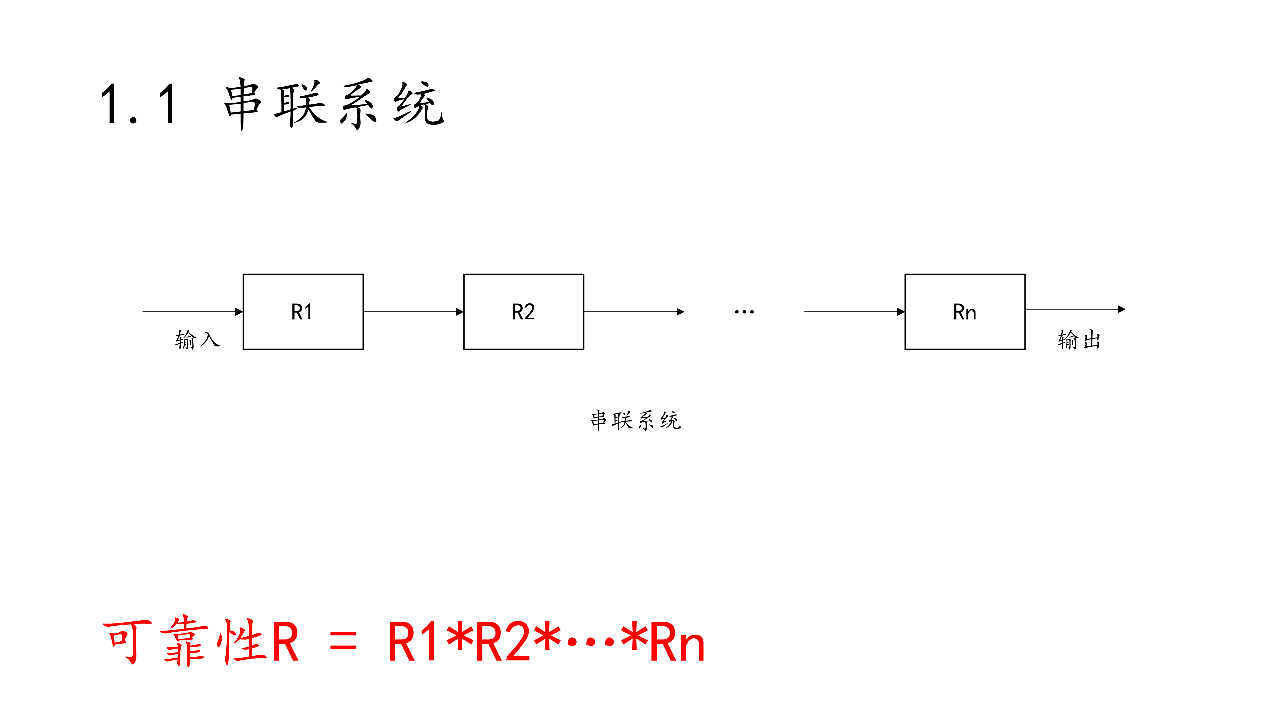 1.1 串联系统
R1
R2
…
Rn
输入
输出
串联系统
可靠性R = R1*R2*…*Rn